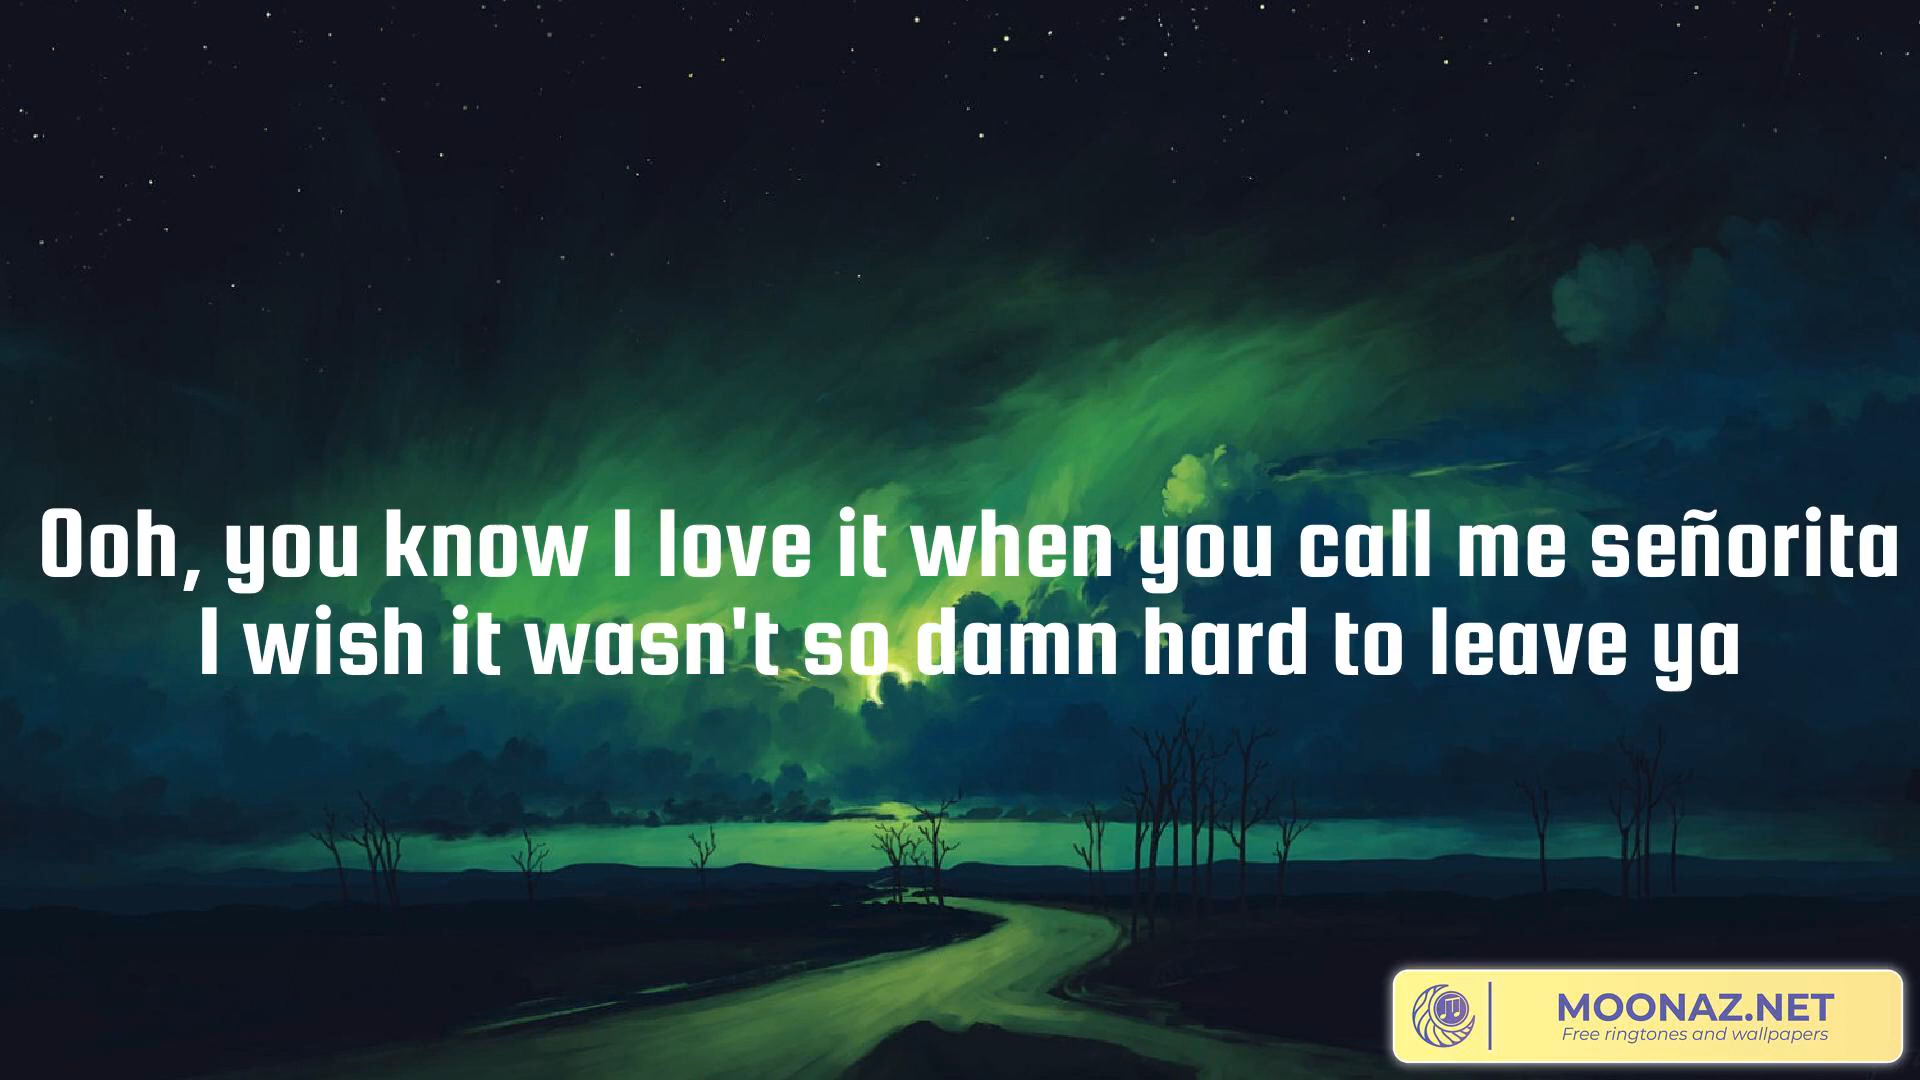 Ooh, you know I love it when you call me señorita
I wish it wasn't so damn hard to leave ya
MOONAZ.NET
Free ringtones and wallpapers